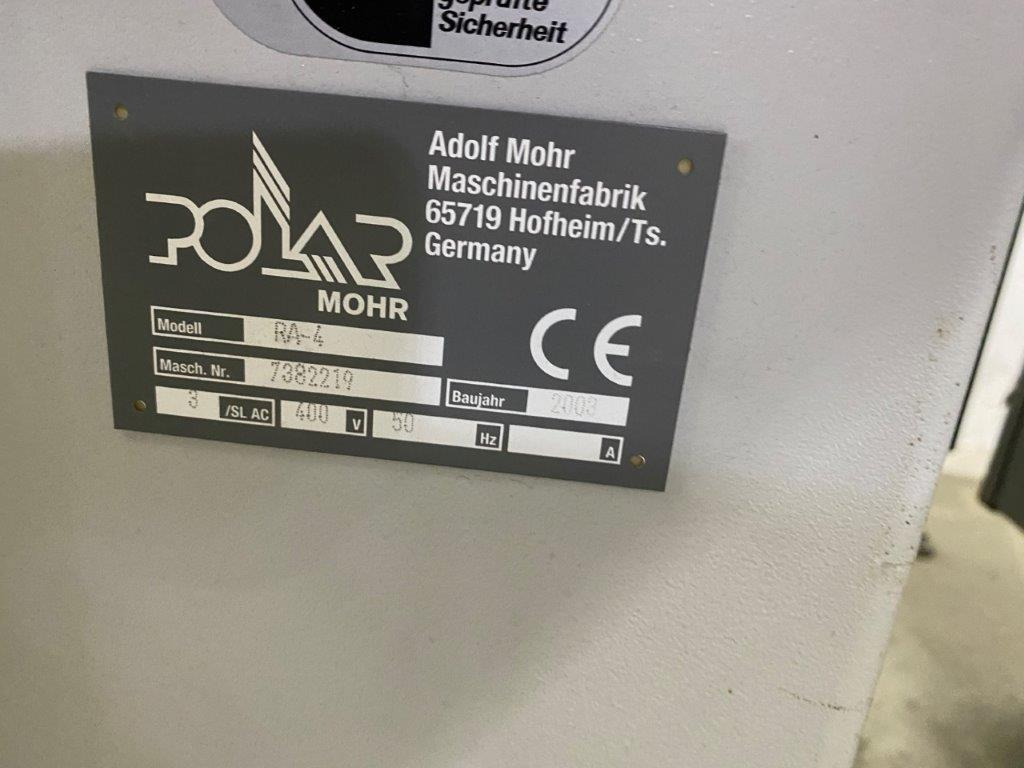 geprüfte
Sicherheit
POLAR
MOHR
Adolf Mohr
Maschinenfabrik
65719 Hofheim/Ts.
Germany
CE
Modell RA-4
Masch. Nr. 7382219
Baujahr 2003
3 /SL AC 400 V 50 Hz A